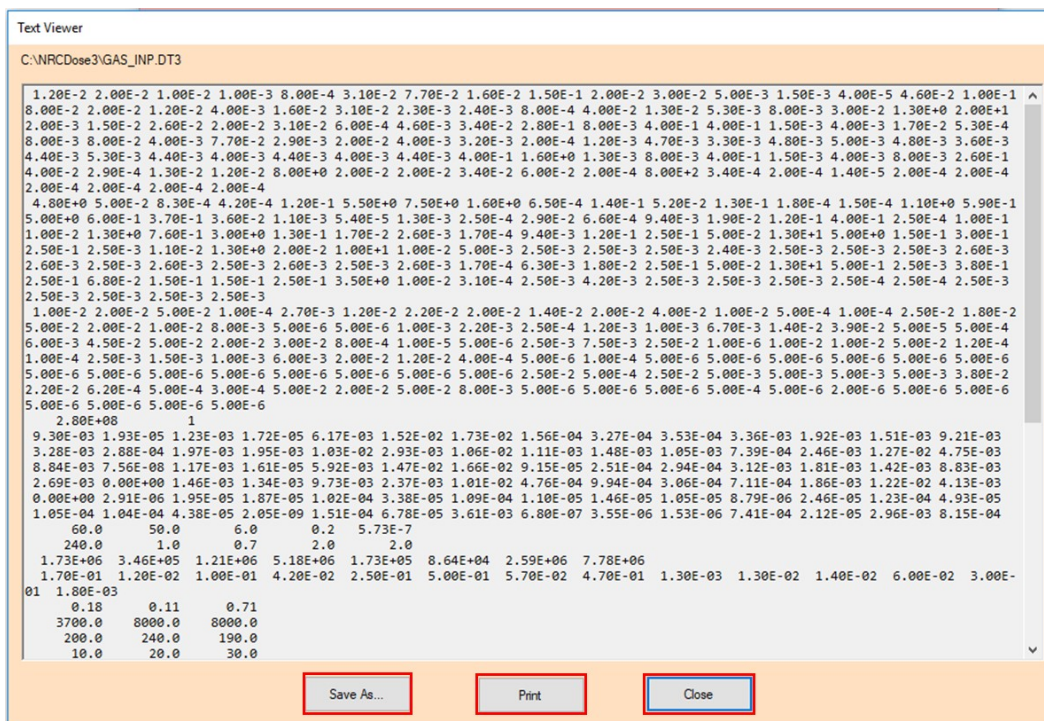 Text Viewer
C:\NRCDose3\GAS_INP.DT3
1.20E-2 2.00E-2 1.00E-2 1.00E-3 8.00E-4 3.10E-2 7.70E-2 1.60E-2 1.50E-1 2.00E-2 3.00E-2 5.00E-3 1.50E-3 4.00E-5 4.60E-2 1.00E-1
8.00E-2 2.00E-2 1.20E-2 4.00E-3 1.60E-2 3.10E-2 2.30E-3 2.40E-3 8.00E-4 4.00E-2 1.30E-2 5.30E-3 8.00E-3 3.00E-2 1.30E+0 2.00E+1
2.00E-3 1.50E-2 2.60E-2 2.00E-2 3.10E-2 6.00E-4 4.60E-3 3.40E-2 2.80E-1 8.00E-3 4.00E-1 4.00E-1 1.50E-3 4.00E-3 1.70E-2 5.30E-4
8.00E-3 8.00E-2 4.00E-3 7.70E-2 2.90E-3 2.00E-2 4.00E-3 3.20E-3 2.00E-4 1.20E-3 4.70E-3 3.30E-3 4.80E-3 5.00E-3 4.80E-3 3.60E-3
4.40E-3 5.30E-3 4.40E-3 4.00E-3 4.40E-3 4.00E-3 4.40E-3 4.00E-1 1.60E+0 1.30E-3 8.00E-3 4.00E-1 1.50E-3 4.00E-3 8.00E-3 2.60E-1
4.00E-2 2.90E-4 1.30E-2 1.20E-2 8.00E+0 2.00E-2 2.00E-2 3.40E-2 6.00E-2 2.00E-4 8.00E+2 3.40E-4 2.00E-4 1.40E-5 2.00E-4 2.00E-4
2.00E-4 2.00E-4 2.00E-4 2.00E-4
4.80E+0 5.00E-2 8.30E-4 4.20E-4 1.20E-1 5.50E+0 7.50E+0 1.60E+0 6.50E-4 1.40E-1 5.20E-2 1.30E-1 1.80E-4 1.50E-4 1.10E+0 5.90E-1
5.00E+0 6.00E-1 3.70E-1 3.60E-2 1.10E-3 5.40E-5 1.30E-3 2.50E-4 2.90E-2 6.60E-4 9.40E-3 1.90E-2 1.20E-1 4.00E-1 2.50E-4 1.00E-1
1.00E-2 1.30E+0 7.60E-1 3.00E+0 1.30E-1 1.70E-2 2.60E-3 1.70E-4 9.40E-3 1.20E-1 2.50E-1 5.00E-2 1.30E+1 5.00E+0 1.50E-1 3.00E-1
2.50E-1 2.50E-3 1.10E-2 1.30E+0 2.00E-2 1.00E+1 1.00E-2 5.00E-3 2.50E-3 2.50E-3 2.40E-3 2.50E-3 2.50E-3 2.50E-3 2.50E-3 2.60E-3
2.60E-3 2.50E-3 2.60E-3 2.50E-3 2.60E-3 2.50E-3 2.60E-3 1.70E-4 6.30E-3 1.80E-2 2.50E-1 5.00E-2 1.30E+1 5.00E-1 2.50E-3 3.80E-1
2.50E-1 6.80E-2 1.50E-1 1.50E-1 2.50E-1 3.50E+0 1.00E-2 3.10E-4 2.50E-3 4.20E-3 2.50E-3 2.50E-3 2.50E-3 2.50E-4 2.50E-4 2.50E-3
2.50E-3 2.50E-3 2.50E-3 2.50E-3
1.00E-2 2.00E-2 5.00E-2 1.00E-4 2.70E-3 1.20E-2 2.20E-2 2.00E-2 1.40E-2 2.00E-2 4.00E-2 1.00E-2 5.00E-4 1.00E-4 2.50E-2 1.80E-2
5.00E-2 2.00E-2 1.00E-2 8.00E-3 5.00E-6 5.00E-6 1.00E-3 2.20E-3 2.50E-4 1.20E-3 1.00E-3 6.70E-3 1.40E-2 3.90E-2 5.00E-5 5.00E-4
6.00E-3 4.50E-2 5.00E-2 2.00E-2 3.00E-2 8.00E-4 1.00E-5 5.00E-6 2.50E-3 7.50E-3 2.50E-2 1.00E-6 1.00E-2 1.00E-2 5.00E-2 1.20E-4
1.00E-4 2.50E-3 1.50E-3 1.00E-3 6.00E-3 2.00E-2 1.20E-2 4.00E-4 5.00E-6 1.00E-4 5.00E-6 5.00E-6 5.00E-6 5.00E-6 5.00E-6 5.00E-6
5.00E-6 5.00E-6 5.00E-6 5.00E-6 5.00E-6 5.00E-6 5.00E-6 2.50E-2 5.00E-4 2.50E-2 5.00E-3 5.00E-3 5.00E-3 5.00E-3 5.00E-3 3.80E-2
2.20E-2 6.20E-4 5.00E-4 3.00E-4 5.00E-2 2.00E-2 5.00E-2 8.00E-3 5.00E-6 5.00E-6 5.00E-6 5.00E-4 5.00E-6 2.00E-6 5.00E-6 5.00E-6
5.00E-6 5.00E-6 5.00E-6 5.00E-6
2.80E+08 1
9.30E-03 1.93E-05 1.23E-03 1.72E-05 6.17E-03 1.52E-02 1.73E-02 1.56E-04 3.27E-04 3.53E-04 3.36E-03 1.92E-03 1.51E-03 9.21E-03
3.28E-03 2.88E-04 1.97E-03 1.95E-03 1.03E-02 2.93E-03 1.06E-02 1.11E-03 1.48E-03 1.05E-03 7.39E-04 2.46E-03 1.27E-02 4.75E-03
8.84E-03 7.56E-08 1.17E-03 1.61E-05 5.92E-03 1.47E-02 1.66E-02 9.15E-05 2.51E-04 2.94E-04 3.12E-03 1.81E-03 1.42E-03 8.83E-03
2.69E-03 0.00E+00 1.46E-03 1.34E-03 9.73E-03 2.37E-03 1.01E-02 4.76E-04 9.94E-04 3.06E-04 7.11E-04 1.86E-03 1.22E-02 4.13E-03
0.00E+00 2.91E-06 1.95E-05 1.87E-05 1.02E-04 3.38E-05 1.09E-04 1.10E-05 1.46E-05 1.05E-05 8.79E-06 2.46E-05 1.23E-04 4.93E-05
1.05E-04 1.04E-04 4.38E-05 2.05E-09 1.51E-04 6.78E-05 3.61E-03 6.80E-07 3.55E-06 1.53E-06 7.41E-04 2.12E-05 2.96E-03 8.15E-04
60.0 50.0 6.0 0.2 5.73E-7
240.0 1.0 0.7 2.0 2.0
1.73E+06 3.46E+05 1.21E+06 5.18E+06 1.73E+05 8.64E+04 2.59E+06 7.78E+06
1.70E-01 1.20E-02 1.00E-01 4.20E-02 2.50E-01 5.00E-01 5.70E-02 4.70E-01 1.30E-03 1.30E-02 1.40E-02 6.00E-02 3.00E-
01 1.80E-03
0.18 0.11 0.71
3700.0 8000.0 8000.0
200.0 240.0 190.0
10.0 20.0 30.0
Save As...
Print
Close